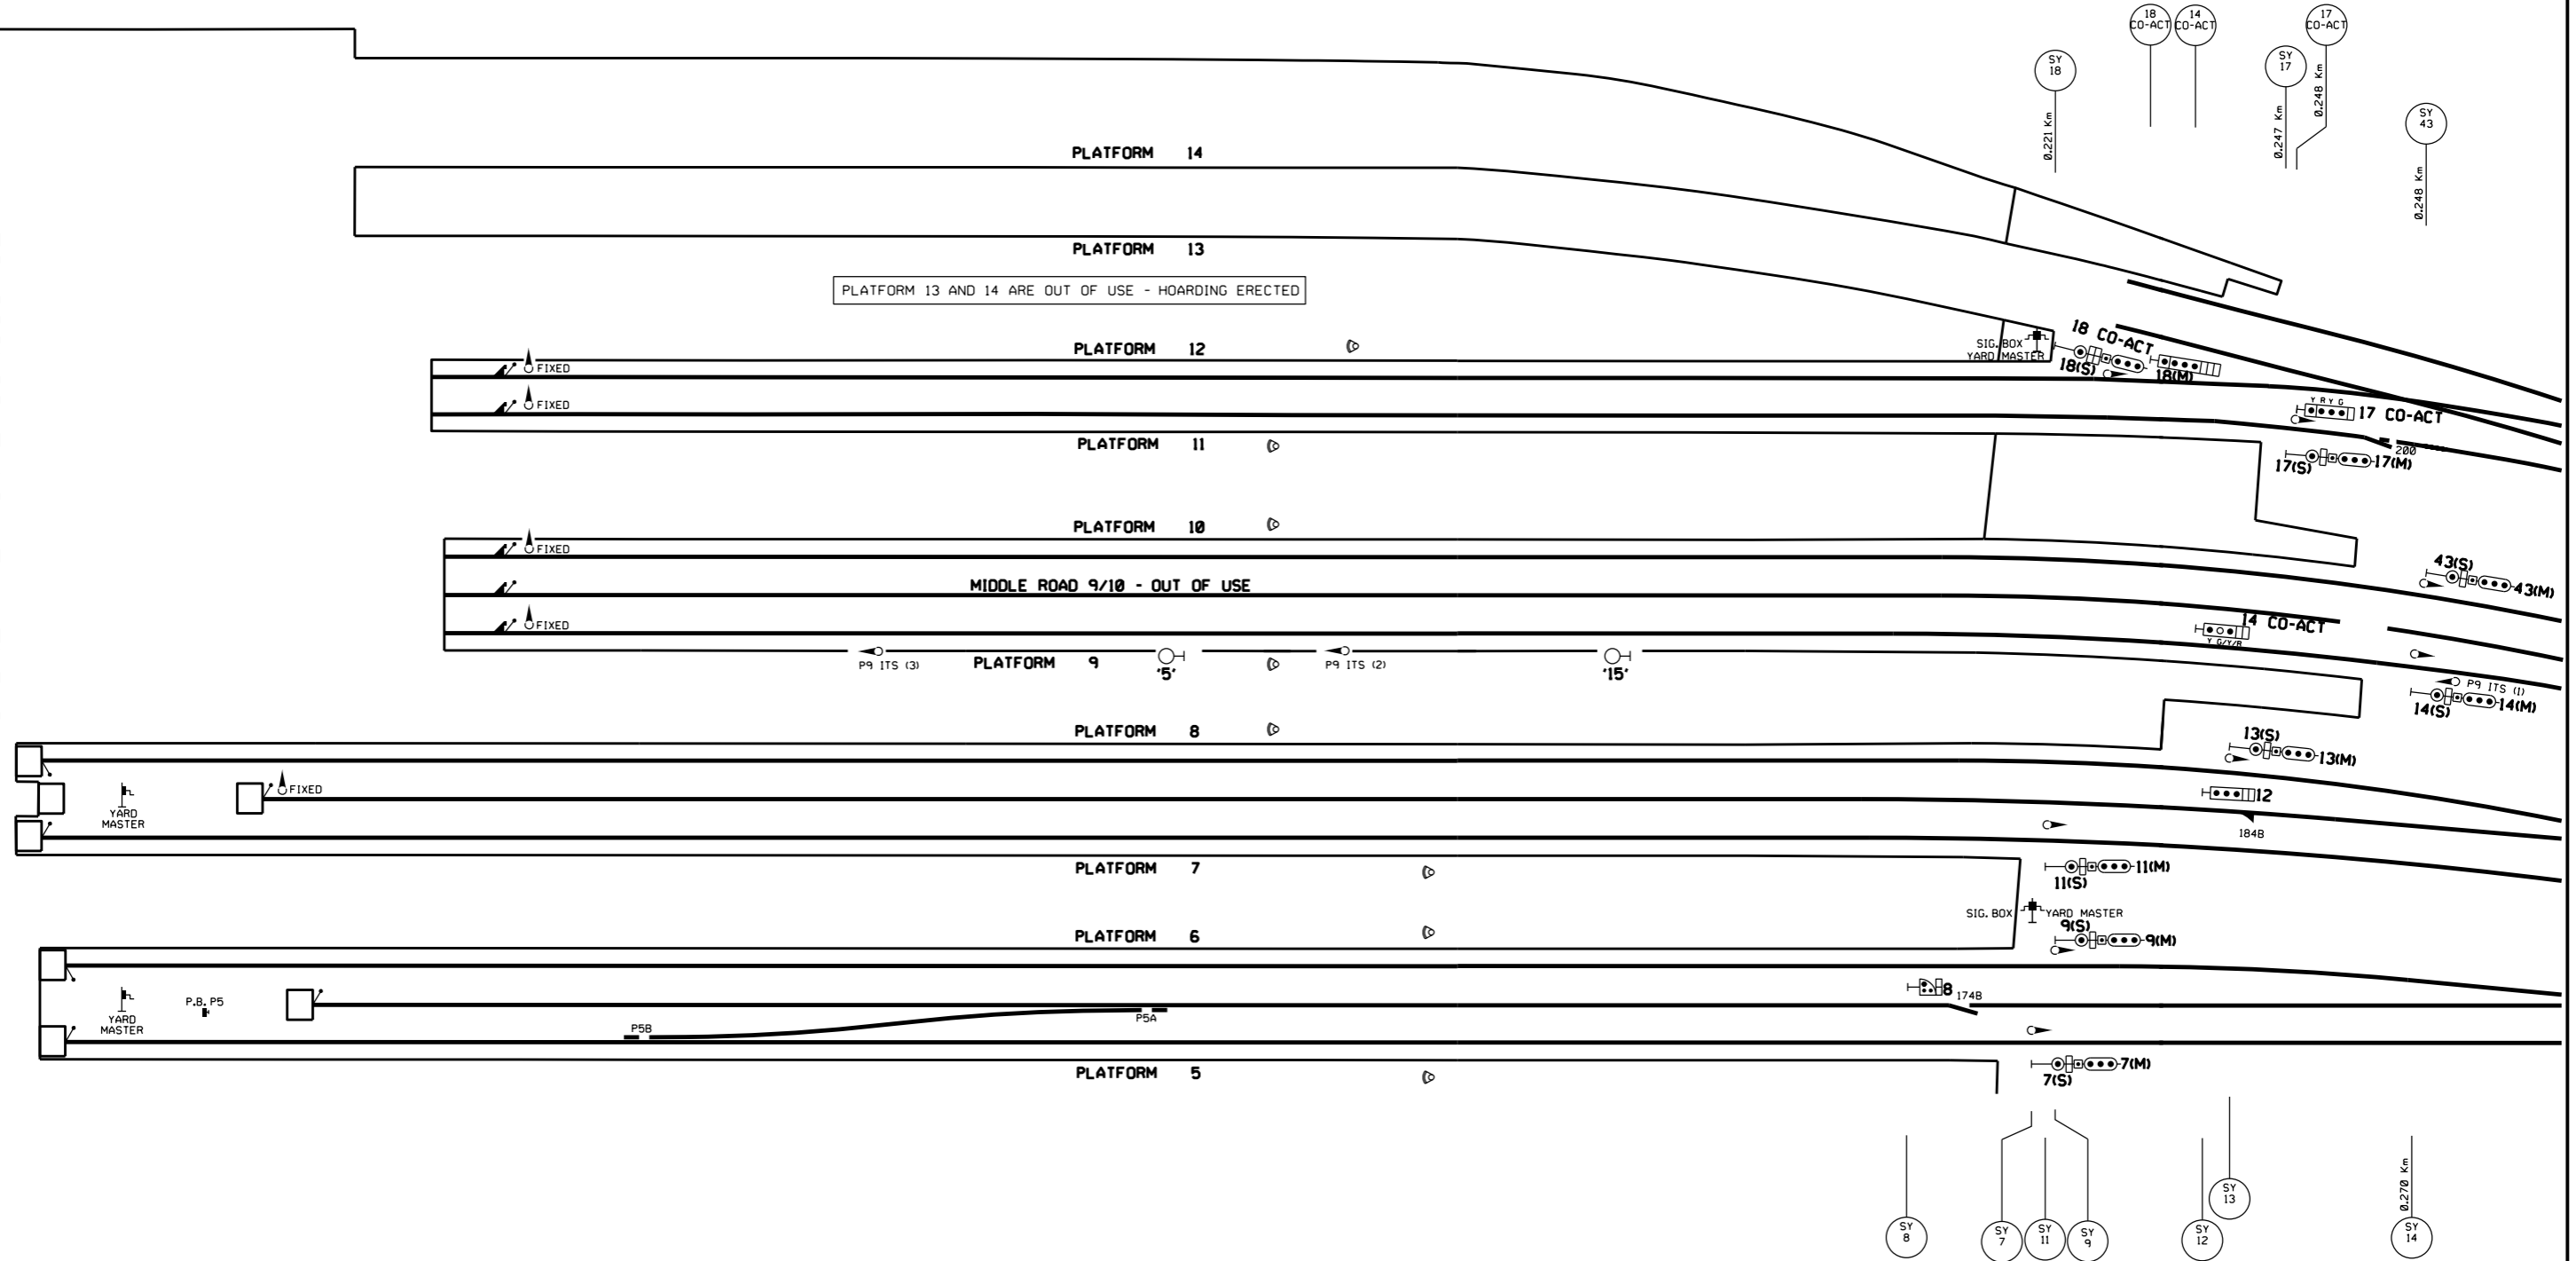 18
CO-ACT
14
CO-ACT
17
CO-ACT
SY
18
SY
17
SY
43
0.221 Km
0.247 Km
0.248 Km
0.248 Km
PLATFORM 14
PLATFORM 13
PLATFORM 13 AND 14 ARE OUT OF USE - HOARDING ERECTED
PLATFORM 12
SIG. BOX
YARD MASTER
18 CO-ACT
18(S)
18(M)
FIXED
FIXED
Y R Y G
17 CO-ACT
PLATFORM 11
200
17(S)
17(M)
PLATFORM 10
FIXED
43(S)
43(M)
MIDDLE ROAD 9/10 - OUT OF USE
14 CO-ACT
Y G/Y/R
FIXED
P9 ITS (3)
PLATFORM 9
'5'
P9 ITS (2)
'15'
P9 ITS (1)
14(S)
14(M)
PLATFORM 8
13(S)
13(M)
FIXED
YARD
MASTER
12
184B
PLATFORM 7
11(S)
11(M)
SIG. BOX
YARD MASTER
PLATFORM 6
9(S)
9(M)
YARD
MASTER
P.B. P5
8
174B
P5B
P5A
PLATFORM 5
7(S)
7(M)
0.270 Km
SY
8
SY
7
SY
11
SY
9
SY
12
SY
13
SY
14